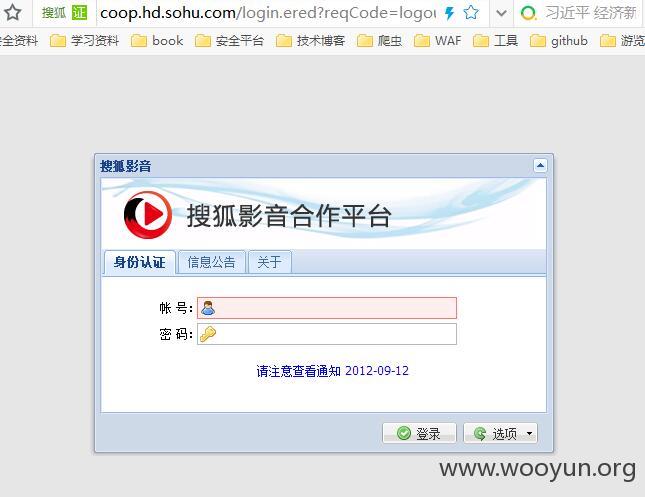 搜狐 证 coop.hd.sohu.com/login.ered?reqCode=logou 习近平 经济新
全资料 学习资料 book 安全平台 技术博客 爬虫 WAF 工具 github 游览
搜狐影音
搜狐影音合作平台
身份认证 信息公告 关于
帐 号:
密 码:
请注意查看通知 2012-09-12
登录 选项
www.wooyun.org